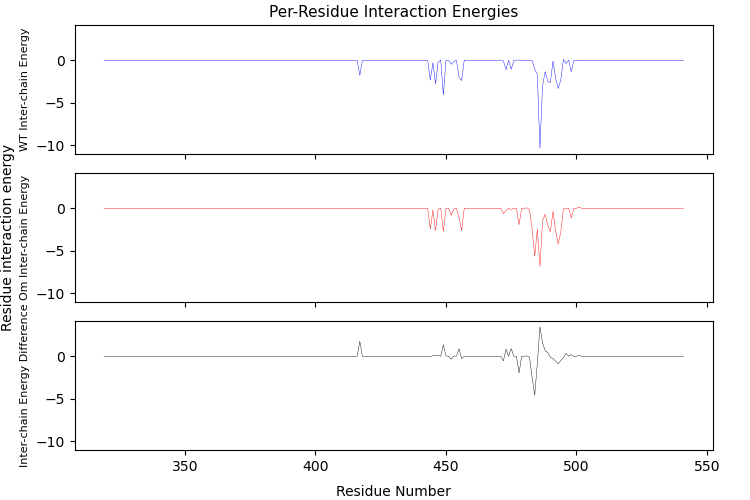 Per-Residue Interaction Energies
Residue interaction energy
WT Inter-chain Energy
0
−5
−10
Om Inter-chain Energy
0
−5
−10
Inter-chain Energy Difference
0
−5
−10
350
400
450
500
550
Residue Number